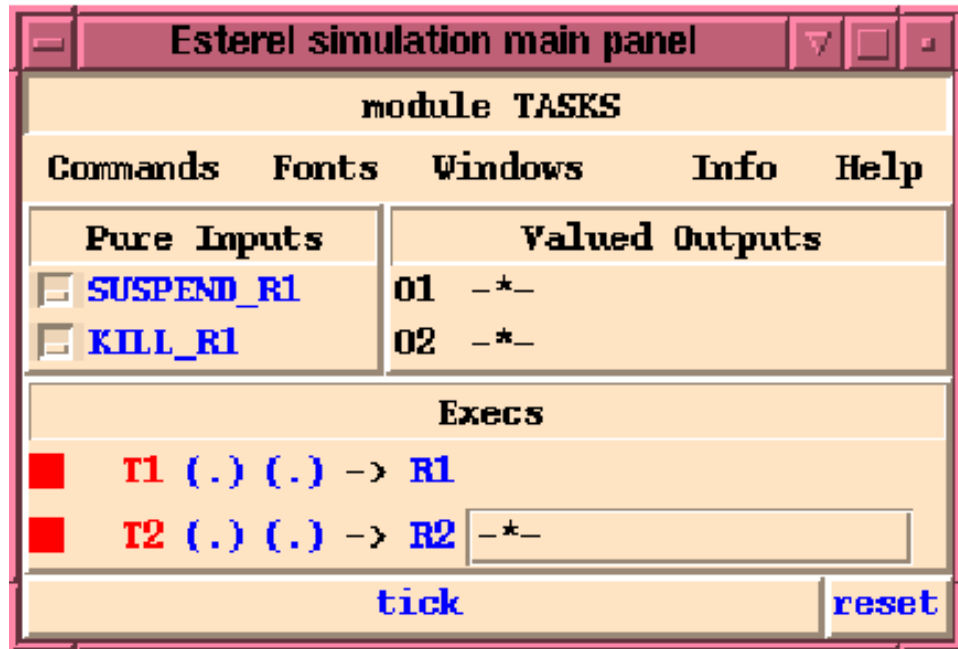 Esterel simulation main panel
module TASKS
Commands Fonts Windows Info Help
Pure Inputs Valued Outputs
SUSPEND_R1 O1 -*-
KILL_R1 O2 -*-
Execs
T1 (.) (.) -> R1
T2 (.) (.) -> R2 -*-
tick reset